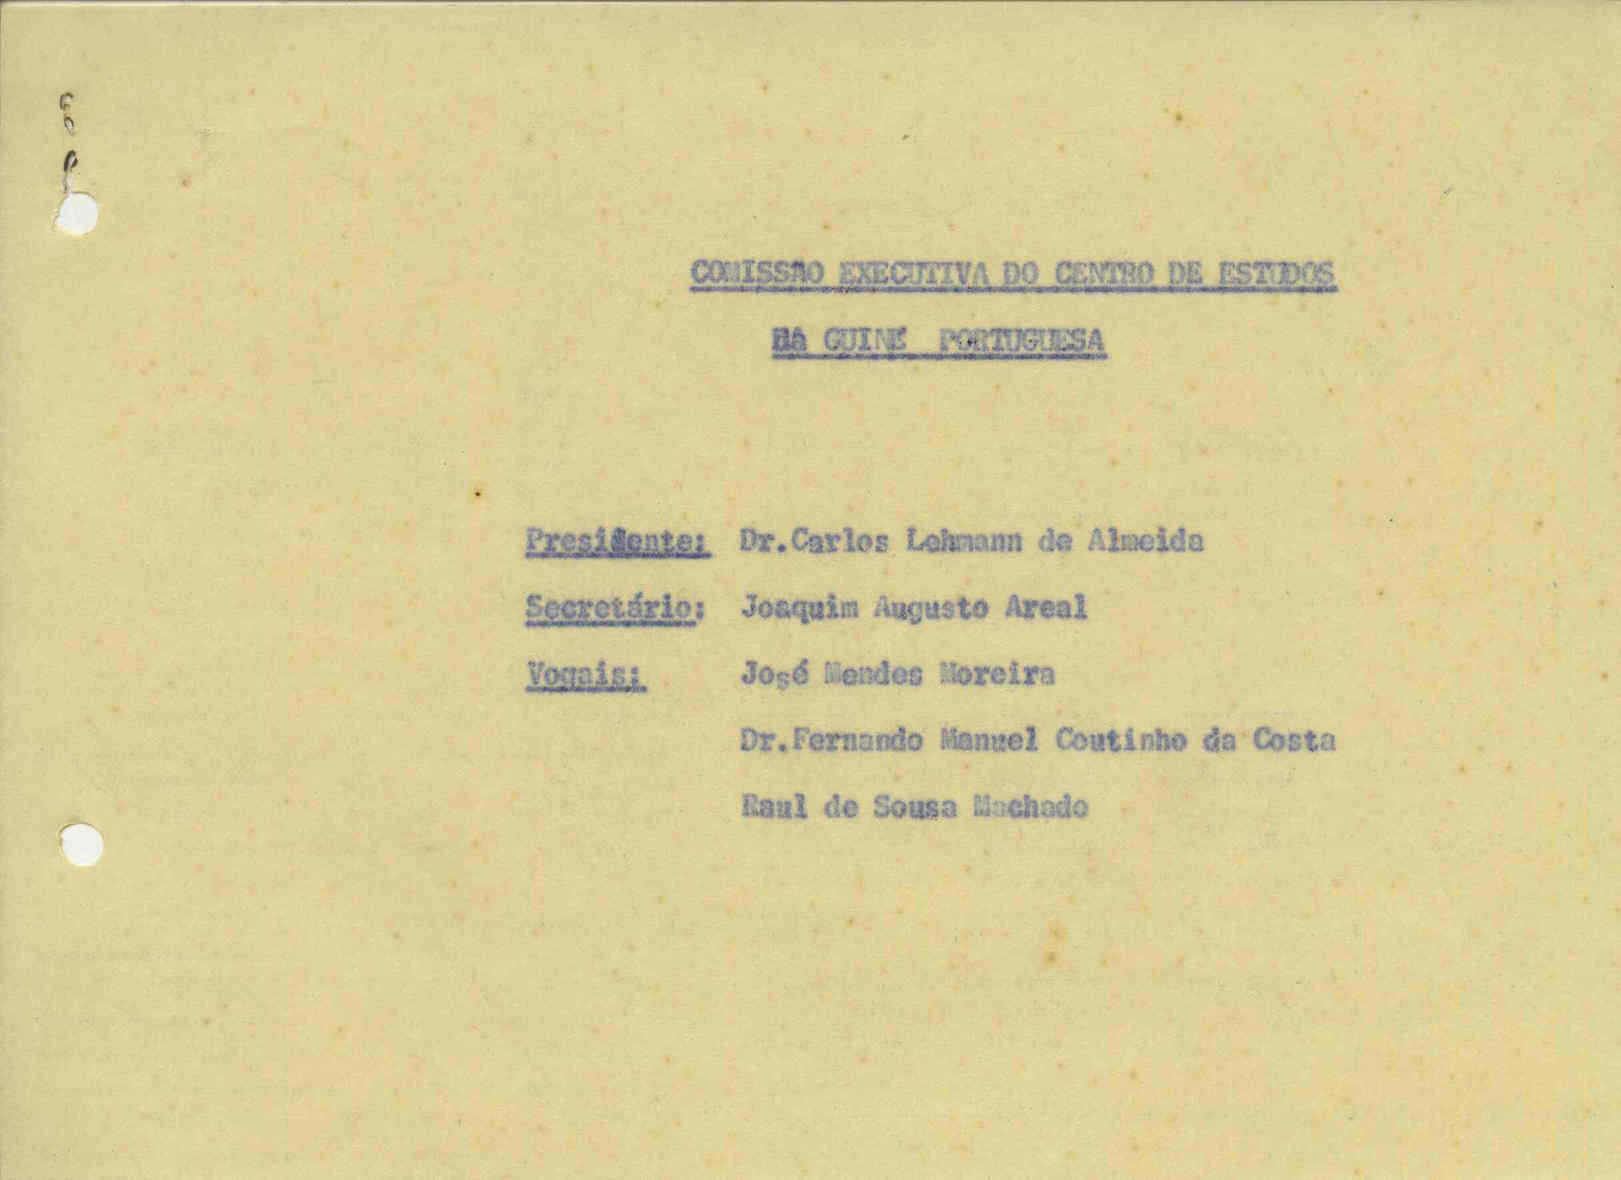 COMISSÃO EXECUTIVA DO CENTRO DE ESTUDOS
DA GUINÉ PORTUGUESA
Presidente: Dr.Carlos Lehmann de Almeida
Secretário: Joaquim Augusto Areal
Vogais: José Mendes Moreira
Dr.Fernando Manuel Coutinho da Costa
Raul de Sousa Machado